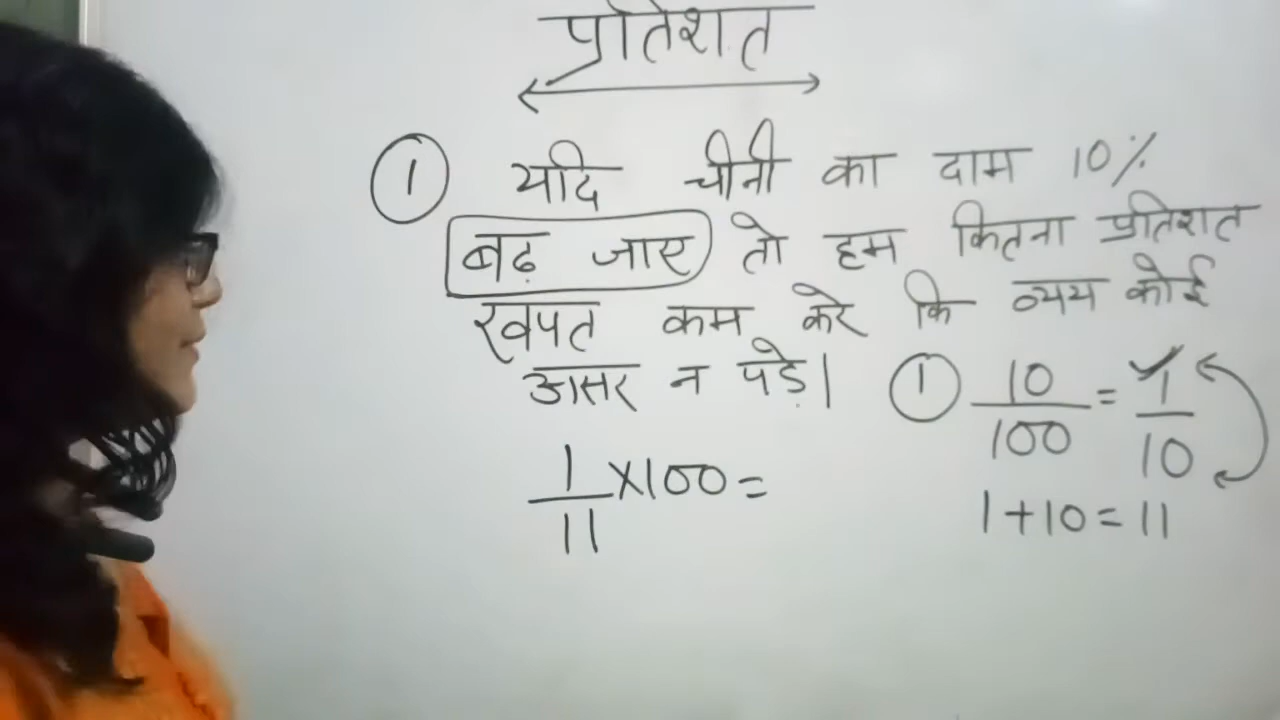 प्रतिशत
① यदि चीनी का दाम 10%
बढ़ जाए तो हम कितना प्रतिशत
खपत कम करे कि व्यय कोई
असर न पड़े।
① 10/100 = 1/10
1/11 × 100 =
1 + 10 = 11